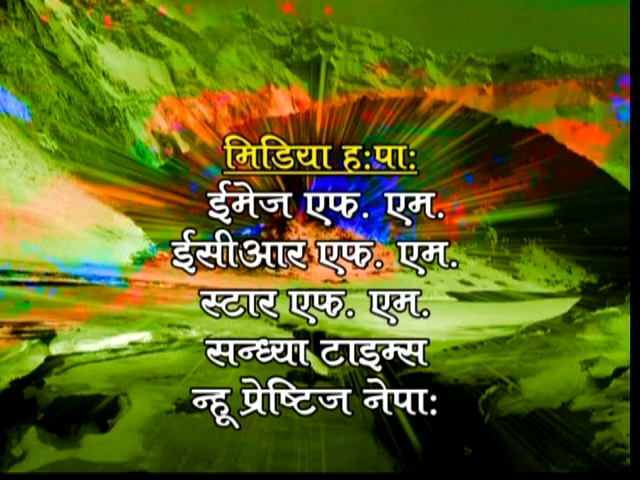 मिडिया ह:पा:
ईमेज एफ. एम.
ईसीआर एफ. एम.
स्टार एफ. एम.
सन्ध्या टाइम्स
न्हू प्रेष्टिज नेपा: